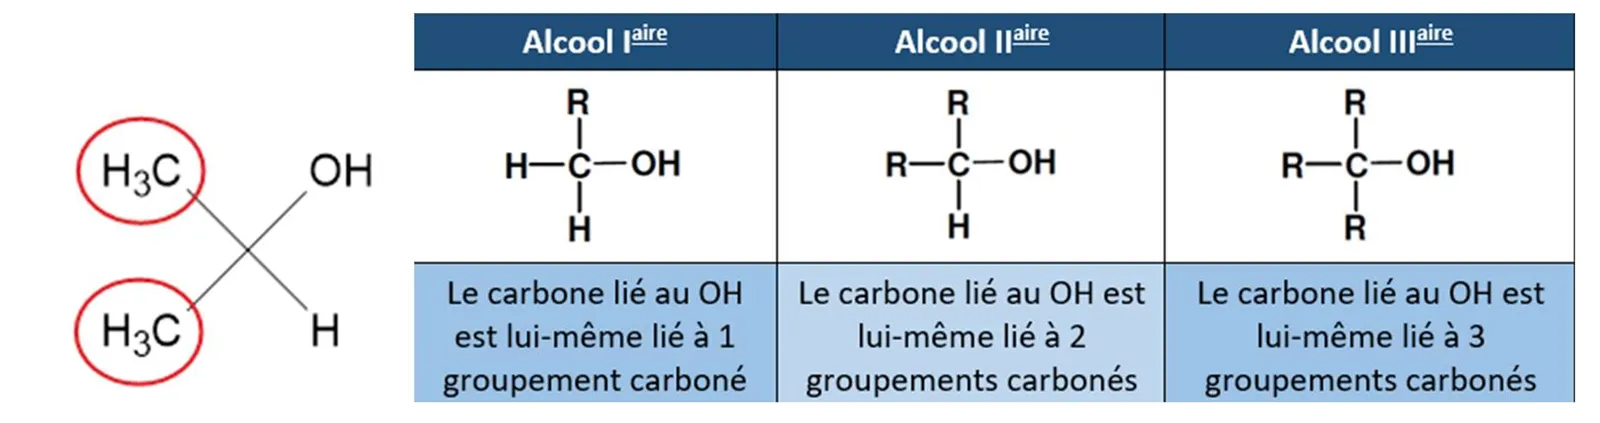 H₃C
OH
H₃C
H
Alcool Iaire
Alcool IIaire
Alcool IIIaire
R
H—C—OH
H
R
R—C—OH
H
R
R—C—OH
R
Le carbone lié au OH
est lui-même lié à 1
groupement carboné
Le carbone lié au OH est
lui-même lié à 2
groupements carbonés
Le carbone lié au OH est
lui-même lié à 3
groupements carbonés